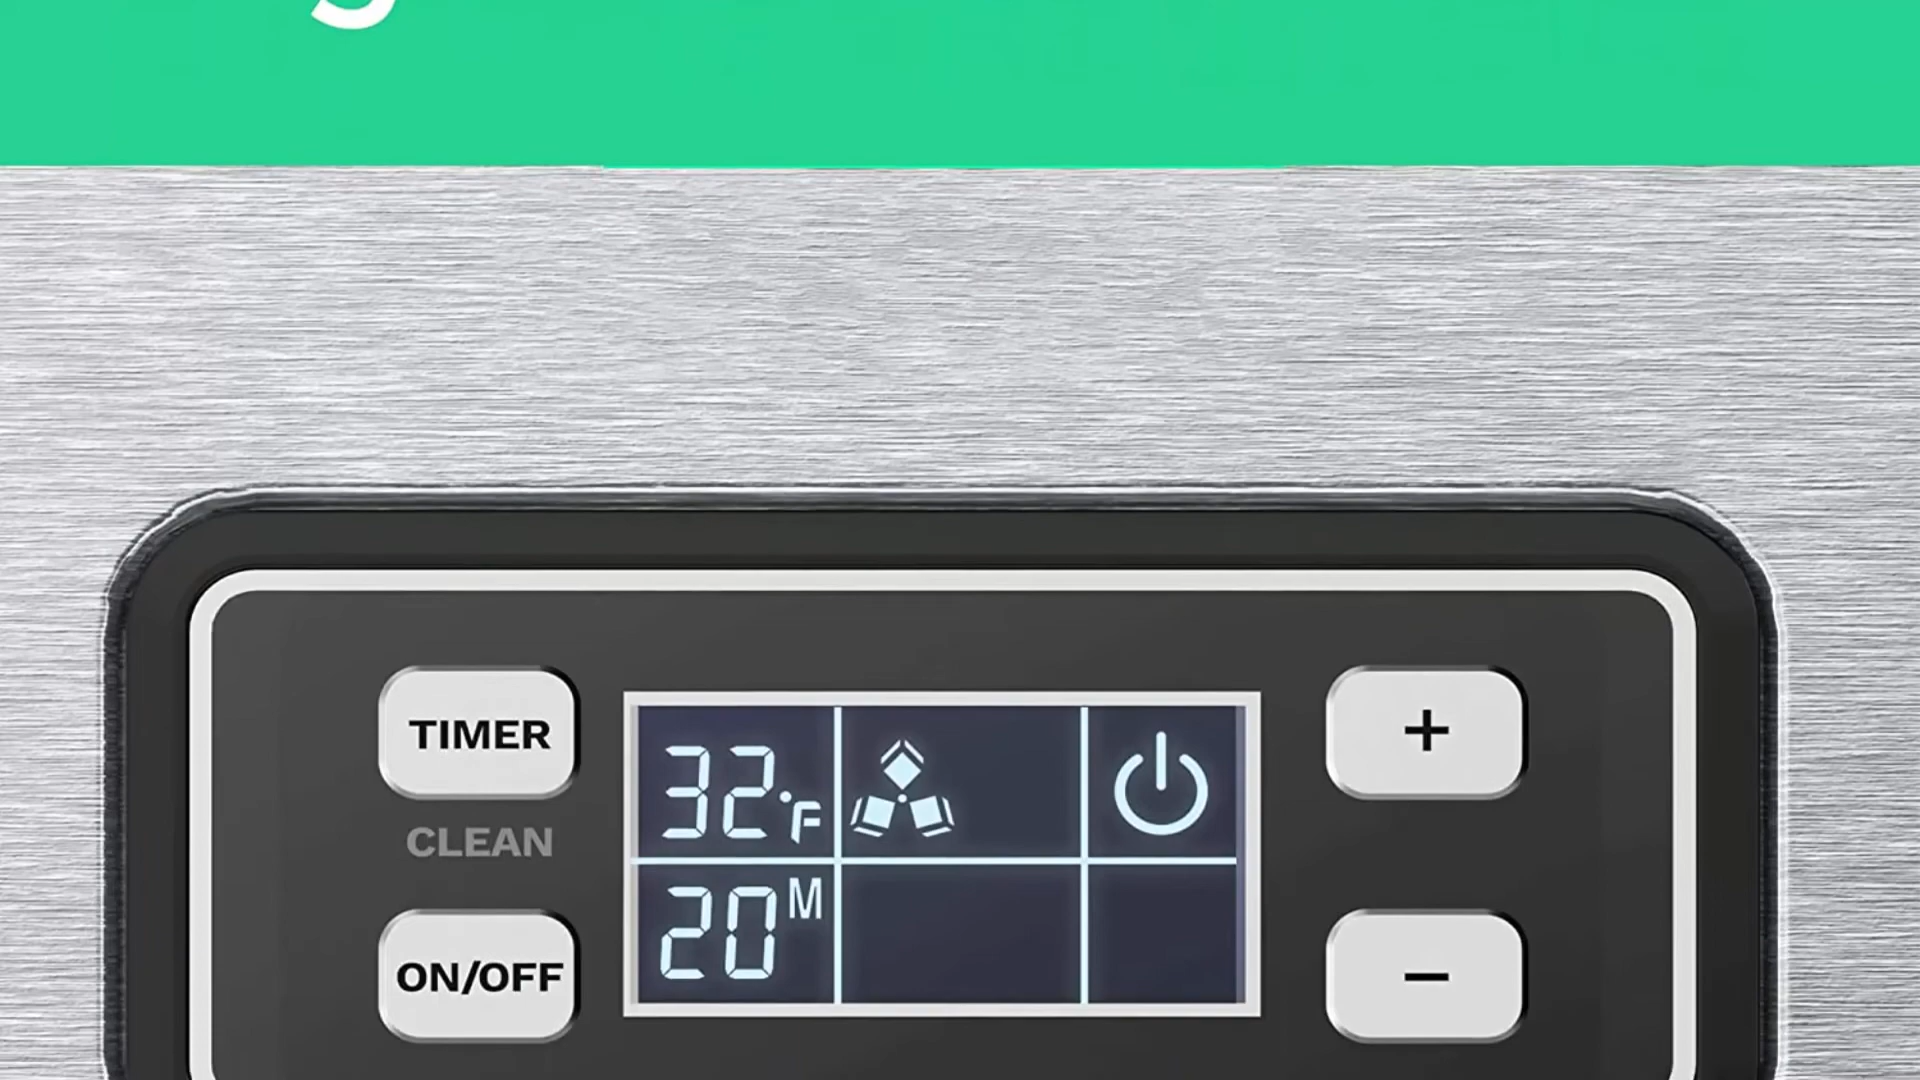 TIMER
+
32°F
CLEAN
20M
ON/OFF
-